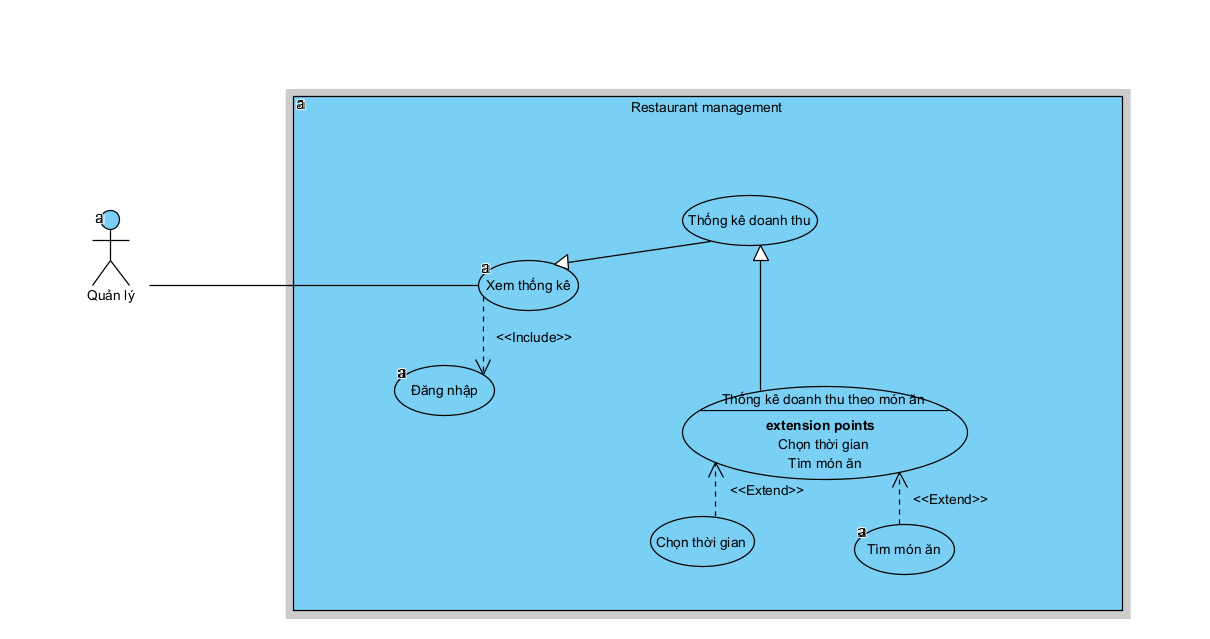 a
Restaurant management
a
Quản lý
Thống kê doanh thu
a
Xem thống kê
<<Include>>
a
Đăng nhập
Thống kê doanh thu theo món ăn
extension points
Chọn thời gian
Tìm món ăn
<<Extend>>
<<Extend>>
Chọn thời gian
a
Tìm món ăn